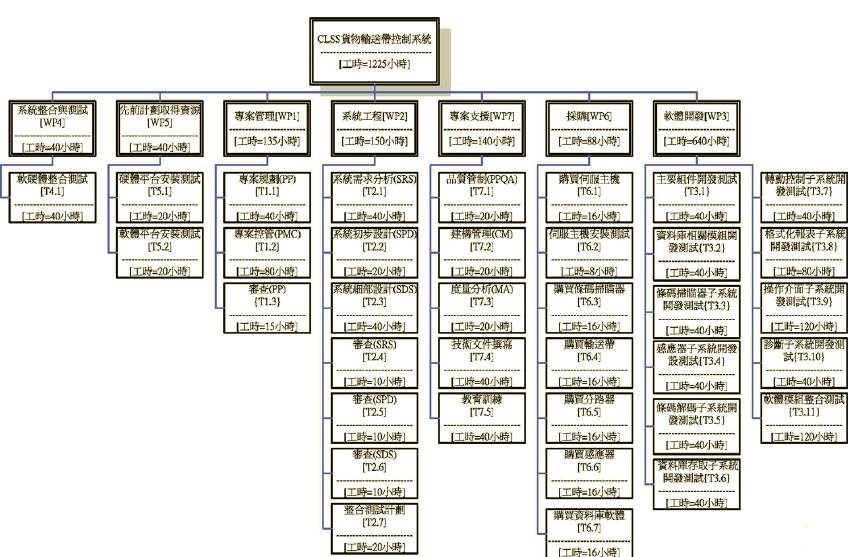 CLSS貨物輸送帶控制系統
[工時=1225小時]
系統整合與測試
[WP4]
[工時=40小時]
先前計劃取得資源
[WP5]
[工時=40小時]
專案管理[WP1]
[工時=135小時]
系統工程[WP2]
[工時=150小時]
專案支援[WP7]
[工時=140小時]
採購[WP6]
[工時=88小時]
軟體開發[WP3]
[工時=640小時]
軟硬體整合測試
[T4.1]
[工時=40小時]
硬體平台安裝測試
[T5.1]
[工時=20小時]
軟體平台安裝測試
[T5.2]
[工時=20小時]
專案規劃(PP)
[T1.1]
[工時=40小時]
專案控管(PMC)
[T1.2]
[工時=80小時]
審查(PP)
[T1.3}
[工時=15小時]
系統需求分析(SRS)
[T2.1]
[工時=40小時]
系統初步設計(SPD)
[T2.2]
[工時=20小時]
系統細部設計(SDS)
[T2.3]
[工時=40小時]
審查(SRS)
[T2.4]
[工時=10小時]
審查(SPD)
[T2.5]
[工時=10小時]
審查(SDS)
[T2.6]
[工時=10小時]
整合測試計劃
[T2.7]
[工時=20小時]
品質管制(PPQA)
[T7.1]
[工時=20小時]
建構管理(CM)
[T7.2]
[工時=20小時]
度量分析(MA)
[T7.3]
[工時=20小時]
技術文件撰寫
[T7.4]
[工時=40小時]
教育訓練
[T7.5]
[工時=40小時]
購買伺服主機
[T6.1]
[工時=16小時]
伺服主機安裝測試
[T6.2]
[工時=8小時]
購買條碼掃瞄器
[T6.3]
[工時=16小時]
購買輸送帶
[T6.4]
[工時=16小時]
購買分路器
[T6.5]
[工時=16小時]
購買感應器
[T6.6]
[工時=16小時]
購買資料庫軟體
[T6.7]
[工時=16小時]
主要組件開發測試
{T3.1}
[工時=40小時]
資料庫相關模組開
發測試{T3.2}
[工時=40小時]
條碼掃瞄器子系統
開發測試{T3.3}
[工時=40小時]
感應器子系統開發
設測試{T3.4}
[工時=40小時]
條碼解碼子系統開
發測試{T3.5}
[工時=40小時]
資料庫存取子系統
開發測試{T3.6}
[工時=40小時]
轉動控制子系統開
發測試{T3.7}
[工時=40小時]
格式化報表子系統
開發測試{T3.8}
[工時=80小時]
操作介面子系統開
發測試{T3.9}
[工時=120小時]
診斷子系統開發測
試{T3.10}
[工時=40小時]
軟體模組整合測試
{T3.11}
[工時=120小時]